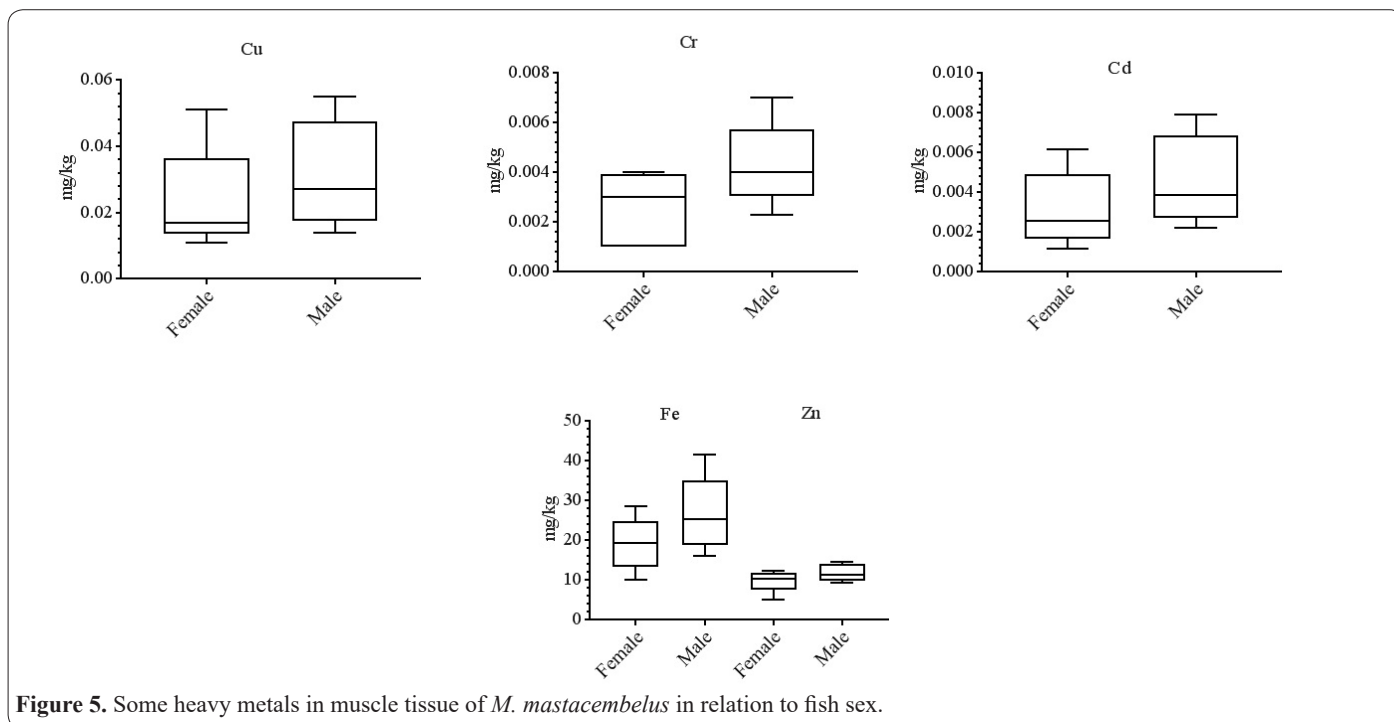 Cu
0.06
0.04
0.02
0.00
mg/kg
Female
Male
Cr
0.008
0.006
0.004
0.002
0.000
mg/kg
Female
Male
Cd
0.010
0.008
0.006
0.004
0.002
0.000
mg/kg
Female
Male
Fe
Zn
50
40
30
20
10
0
mg/kg
Female
Male
Female
Male
Figure 5. Some heavy metals in muscle tissue of M. mastacembelus in relation to fish sex.